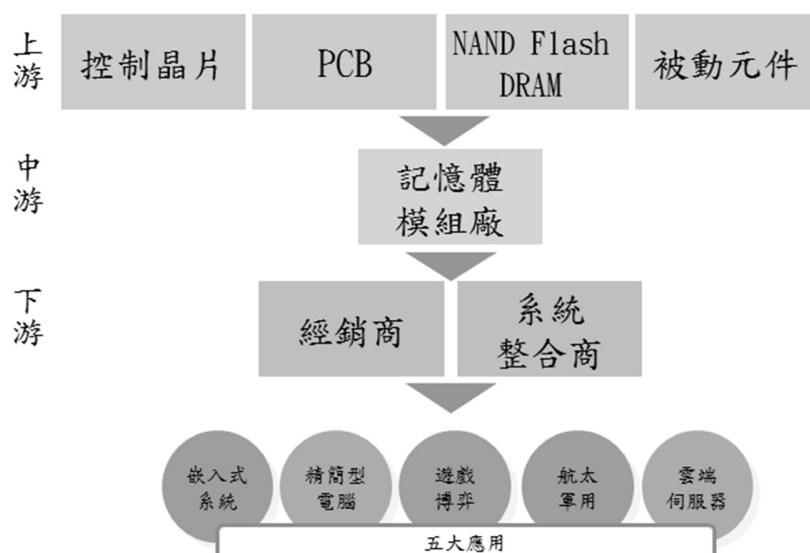 上游
控制晶片
PCB
NAND Flash
DRAM
被動元件
中游
記憶體
模組廠
下游
經銷商
系統
整合商
嵌入式
系統
精簡型
電腦
遊戲
博弈
航太
軍用
雲端
伺服器
五大應用